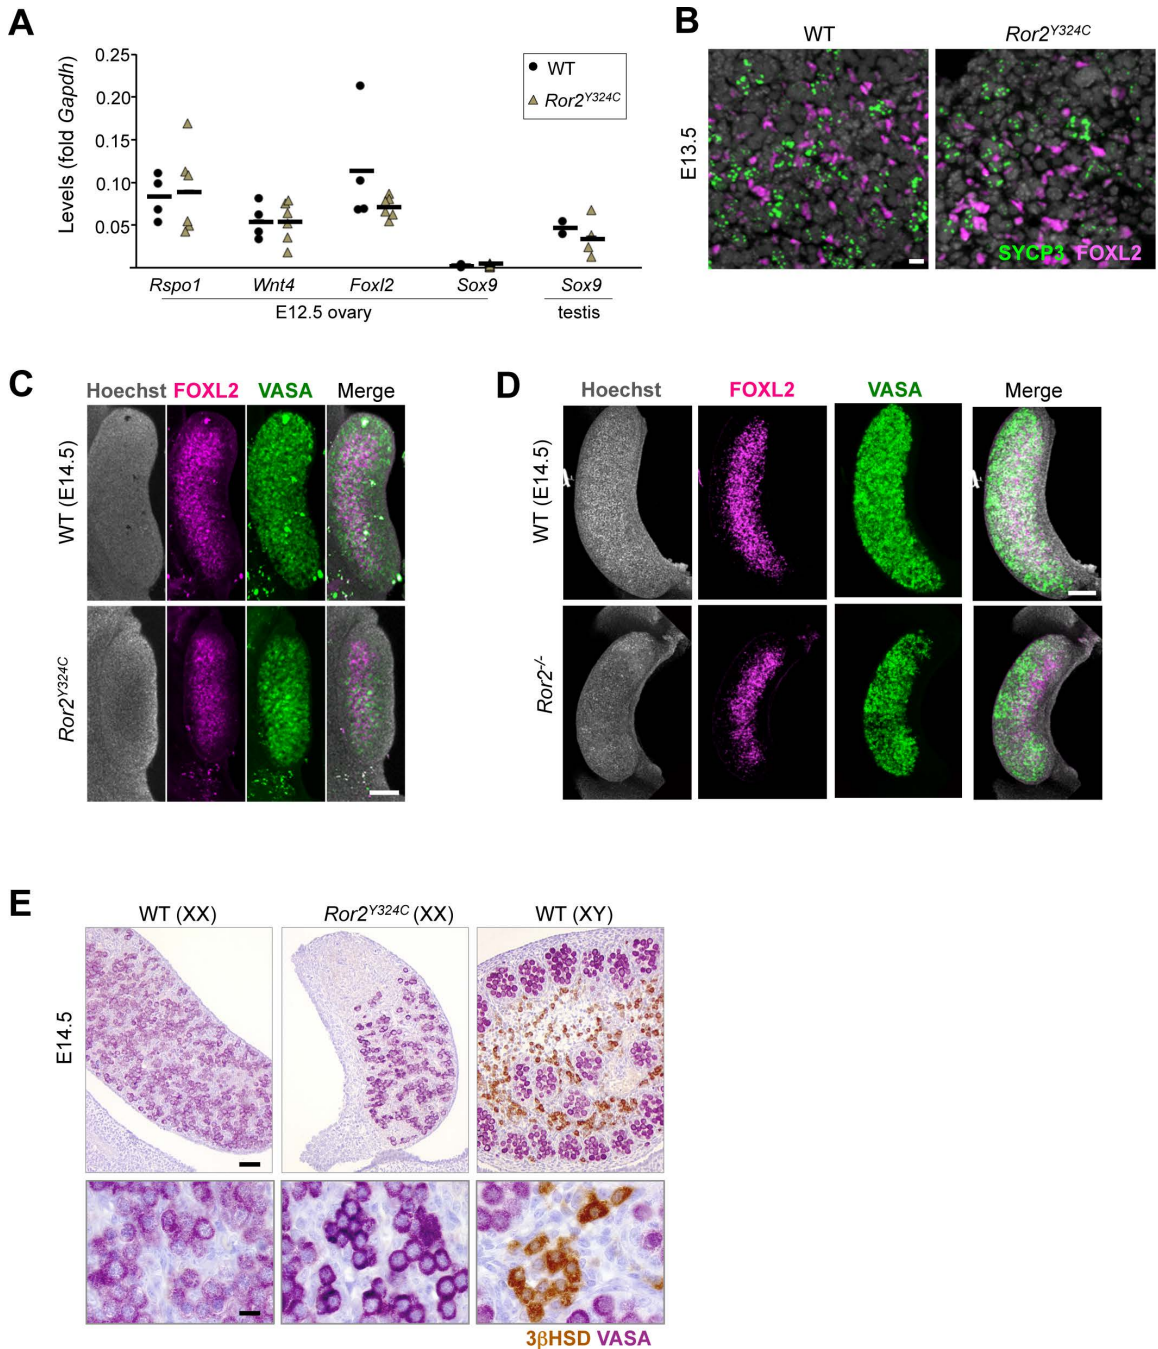 A
0.25
0.20
0.15
0.10
0.05
Levels (fold Gapdh)
WT
Ror2Y324C
Rspo1 Wnt4 Foxl2 Sox9 Sox9
E12.5 ovary testis
B
WT Ror2Y324C
E13.5
SYCP3 FOXL2
C
Hoechst FOXL2 VASA Merge
WT (E14.5)
Ror2Y324C
D
Hoechst FOXL2 VASA Merge
WT (E14.5)
Ror2-/-
E
WT (XX) Ror2Y324C (XX) WT (XY)
E14.5
3βHSD VASA